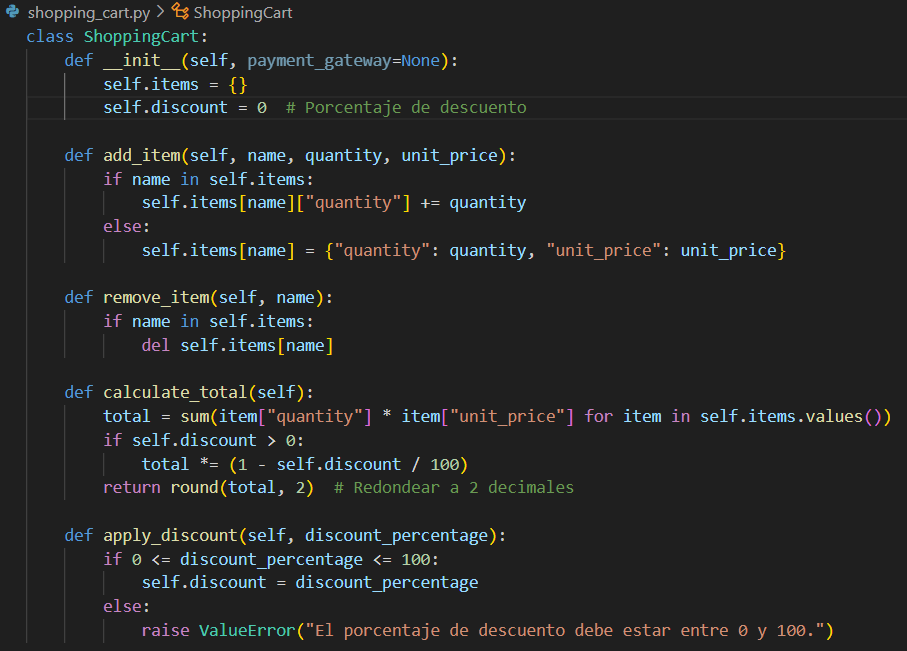 shopping_cart.py > ShoppingCart
class ShoppingCart:
    def __init__(self, payment_gateway=None):
        self.items = {}
        self.discount = 0  # Porcentaje de descuento

    def add_item(self, name, quantity, unit_price):
        if name in self.items:
            self.items[name]["quantity"] += quantity
        else:
            self.items[name] = {"quantity": quantity, "unit_price": unit_price}

    def remove_item(self, name):
        if name in self.items:
            del self.items[name]

    def calculate_total(self):
        total = sum(item["quantity"] * item["unit_price"] for item in self.items.values())
        if self.discount > 0:
            total *= (1 - self.discount / 100)
        return round(total, 2)  # Redondear a 2 decimales

    def apply_discount(self, discount_percentage):
        if 0 <= discount_percentage <= 100:
            self.discount = discount_percentage
        else:
            raise ValueError("El porcentaje de descuento debe estar entre 0 y 100.")